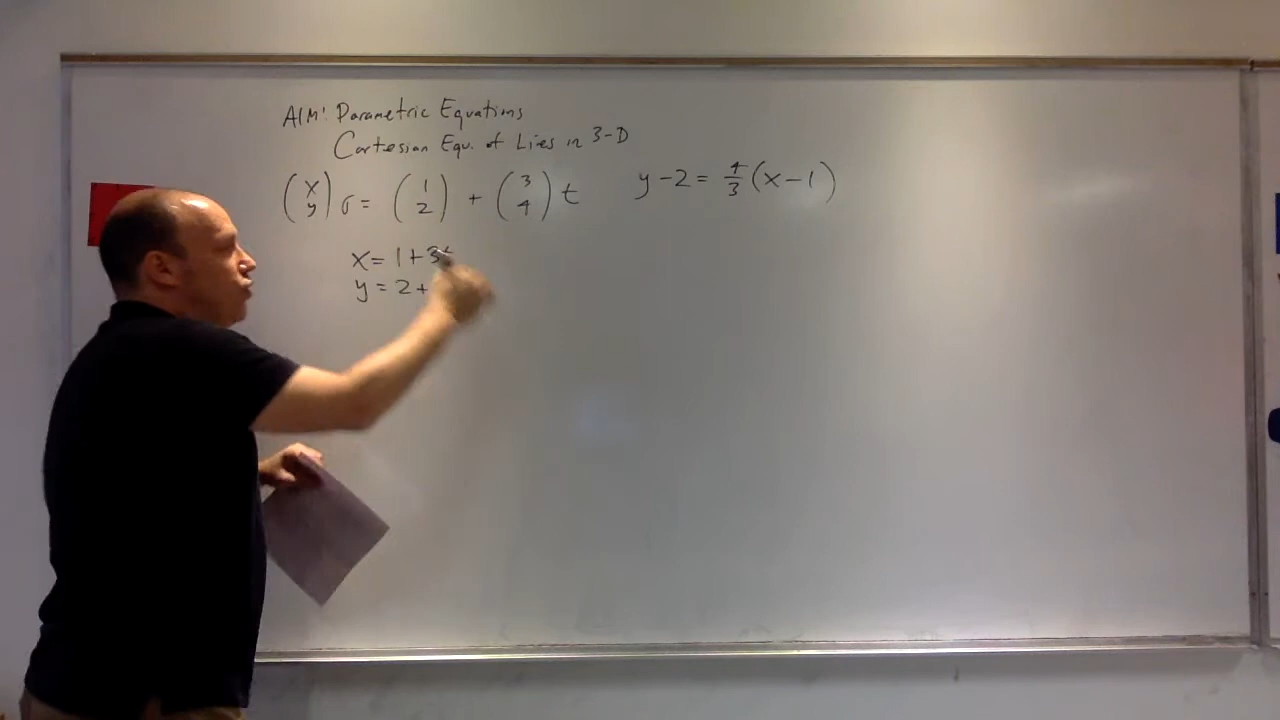 AIM: Parametric Equations
Cartesian Equ. of Lies in 3-D
(x y) r = (1 2) + (3 4) t
y - 2 = 4/3 (x - 1)
x = 1 + 3t
y = 2 +